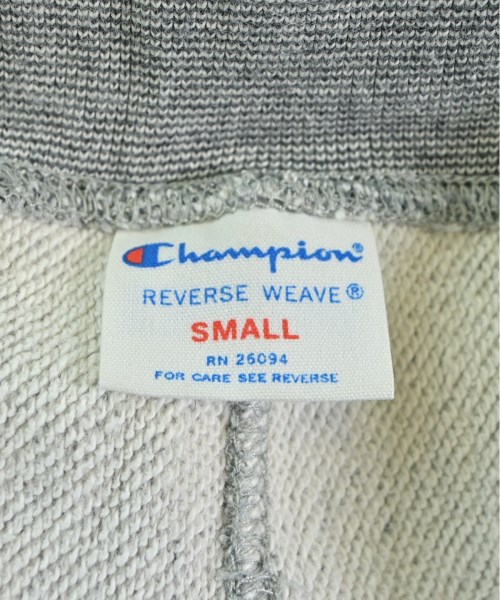 Champion®
REVERSE WEAVE®
SMALL
RN 26094
FOR CARE SEE REVERSE